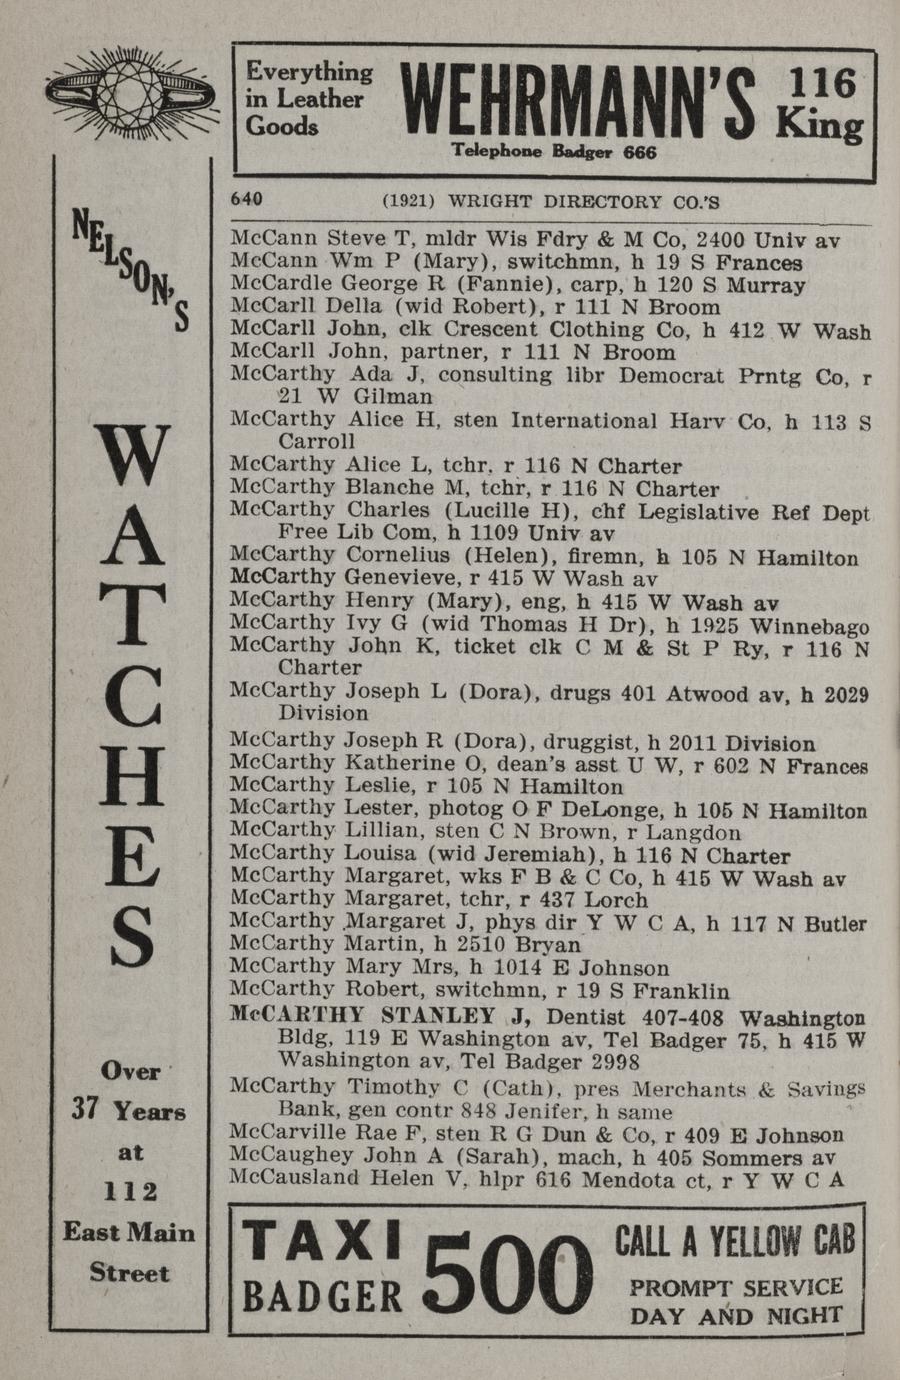 Everything
in Leather
Goods
WEHRMANN'S
116
King
Telephone Badger 666
640 (1921) WRIGHT DIRECTORY CO.'S
McCann Steve T, mldr Wis Fdry & M Co, 2400 Univ av
McCann Wm P (Mary), switchmn, h 19 S Frances
McCardle George R (Fannie), carp, h 120 S Murray
McCarll Della (wid Robert), r 111 N Broom
McCarll John, clk Crescent Clothing Co, h 412 W Wash
McCarll John, partner, r 111 N Broom
McCarthy Ada J, consulting libr Democrat Prntg Co, r
21 W Gilman
McCarthy Alice H, sten International Harv Co, h 113 S
Carroll
McCarthy Alice L, tchr, r 116 N Charter
McCarthy Blanche M, tchr, r 116 N Charter
McCarthy Charles (Lucille H), chf Legislative Ref Dept
Free Lib Com, h 1109 Univ av
McCarthy Cornelius (Helen), firemn, h 105 N Hamilton
McCarthy Genevieve, r 415 W Wash av
McCarthy Henry (Mary), eng, h 415 W Wash av
McCarthy Ivy G (wid Thomas H Dr), h 1925 Winnebago
McCarthy John K, ticket clk C M & St P Ry, r 116 N
Charter
McCarthy Joseph L (Dora), drugs 401 Atwood av, h 2029
Division
McCarthy Joseph R (Dora), druggist, h 2011 Division
McCarthy Katherine O, dean's asst U W, r 602 N Frances
McCarthy Leslie, r 105 N Hamilton
McCarthy Lester, photog O F DeLonge, h 105 N Hamilton
McCarthy Lillian, sten C N Brown, r Langdon
McCarthy Louisa (wid Jeremiah), h 116 N Charter
McCarthy Margaret, wks F B & C Co, h 415 W Wash av
McCarthy Margaret, tchr, r 437 Lorch
McCarthy Margaret J, phys dir Y W C A, h 117 N Butler
McCarthy Martin, h 2510 Bryan
McCarthy Mary Mrs, h 1014 E Johnson
McCarthy Robert, switchmn, r 19 S Franklin
McCARTHY STANLEY J, Dentist 407-408 Washington
Bldg, 119 E Washington av, Tel Badger 75, h 415 W
Washington av, Tel Badger 2998
McCarthy Timothy C (Cath), pres Merchants & Savings
Bank, gen contr 848 Jenifer, h same
McCarville Rae F, sten R G Dun & Co, r 409 E Johnson
McCaughey John A (Sarah), mach, h 405 Sommers av
McCausland Helen V, hlpr 616 Mendota ct, r Y W C A
NELSON'S
WATCHES
Over
37 Years
at
112
East Main
Street
TAXI
BADGER
500
CALL A YELLOW CAB
PROMPT SERVICE
DAY AND NIGHT